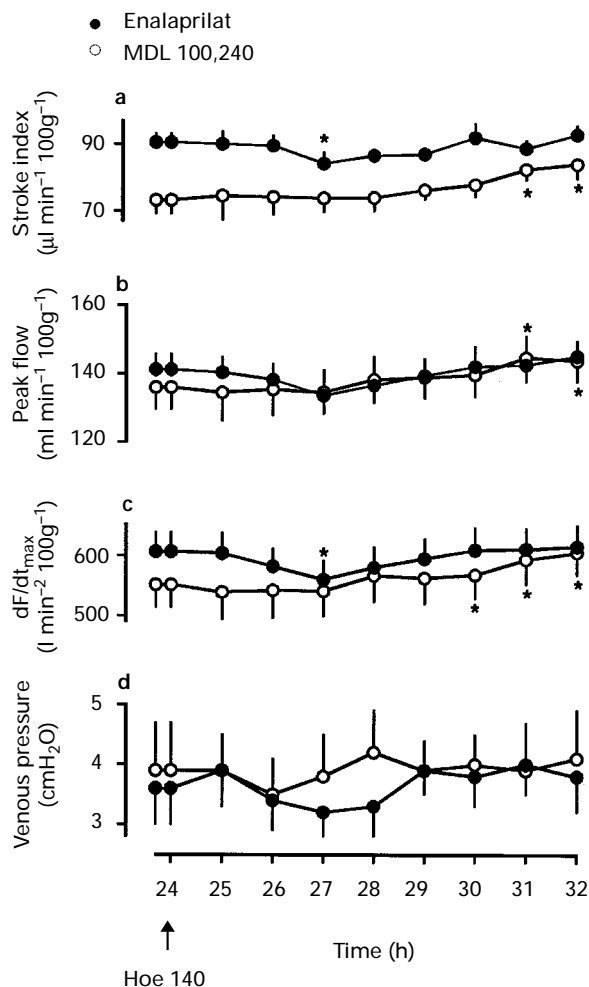 Enalaprilat
MDL 100,240
a
*
90
70
* *
Stroke index
(µl min⁻¹ 100g⁻¹)
b
160
140
120
*
*
Peak flow
(ml min⁻¹ 100g⁻¹)
c
600
500
*
* * *
dF/dtmax
(l min⁻² 100g⁻¹)
d
5
4
3
Venous pressure
(cmH₂O)
24 25 26 27 28 29 30 31 32
Time (h)
Hoe 140